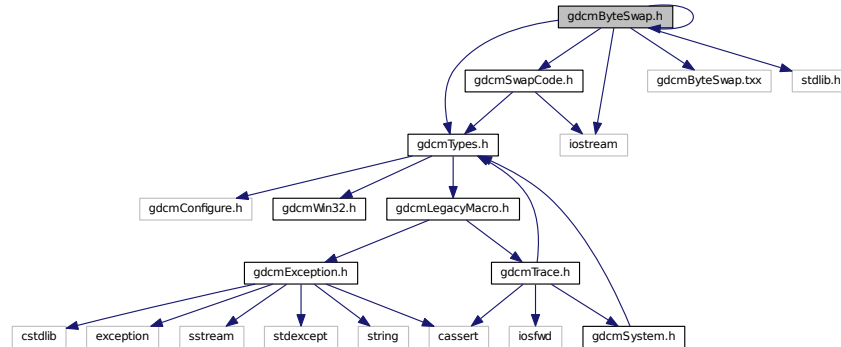 gdcmByteSwap.h
gdcmSwapCode.h
gdcmByteSwap.txx
stdlib.h
gdcmTypes.h
iostream
gdcmConfigure.h
gdcmWin32.h
gdcmLegacyMacro.h
gdcmException.h
gdcmTrace.h
cstdlib
exception
sstream
stdexcept
string
cassert
iosfwd
gdcmSystem.h